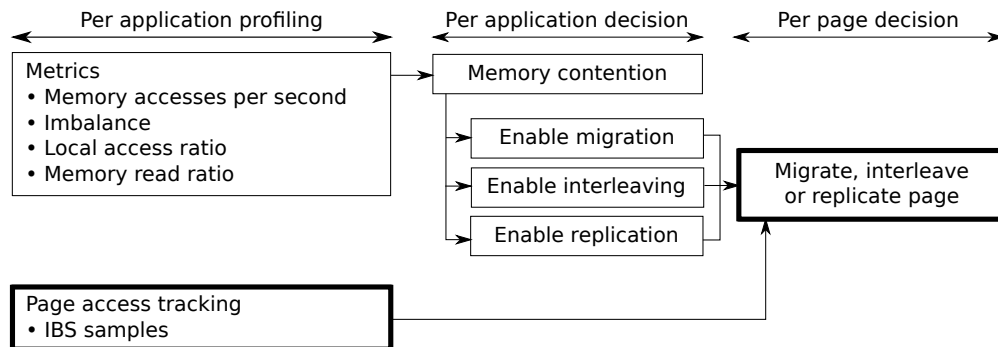 Per application profiling
Per application decision
Per page decision
Metrics
• Memory accesses per second
• Imbalance
• Local access ratio
• Memory read ratio
Memory contention
Enable migration
Enable interleaving
Enable replication
Migrate, interleave
or replicate page
Page access tracking
• IBS samples